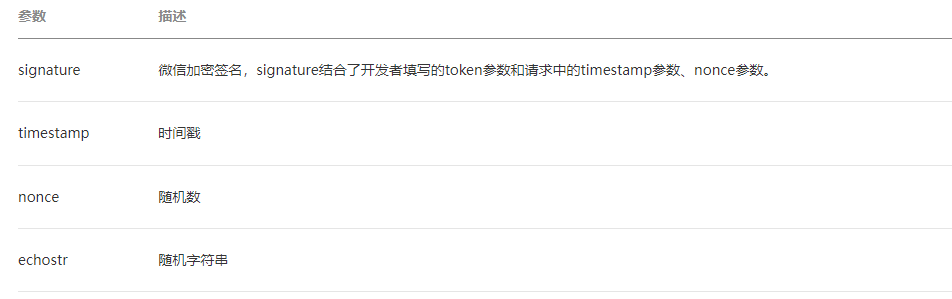 参数 描述
signature 微信加密签名，signature结合了开发者填写的token参数和请求中的timestamp参数、nonce参数。
timestamp 时间戳
nonce 随机数
echostr 随机字符串